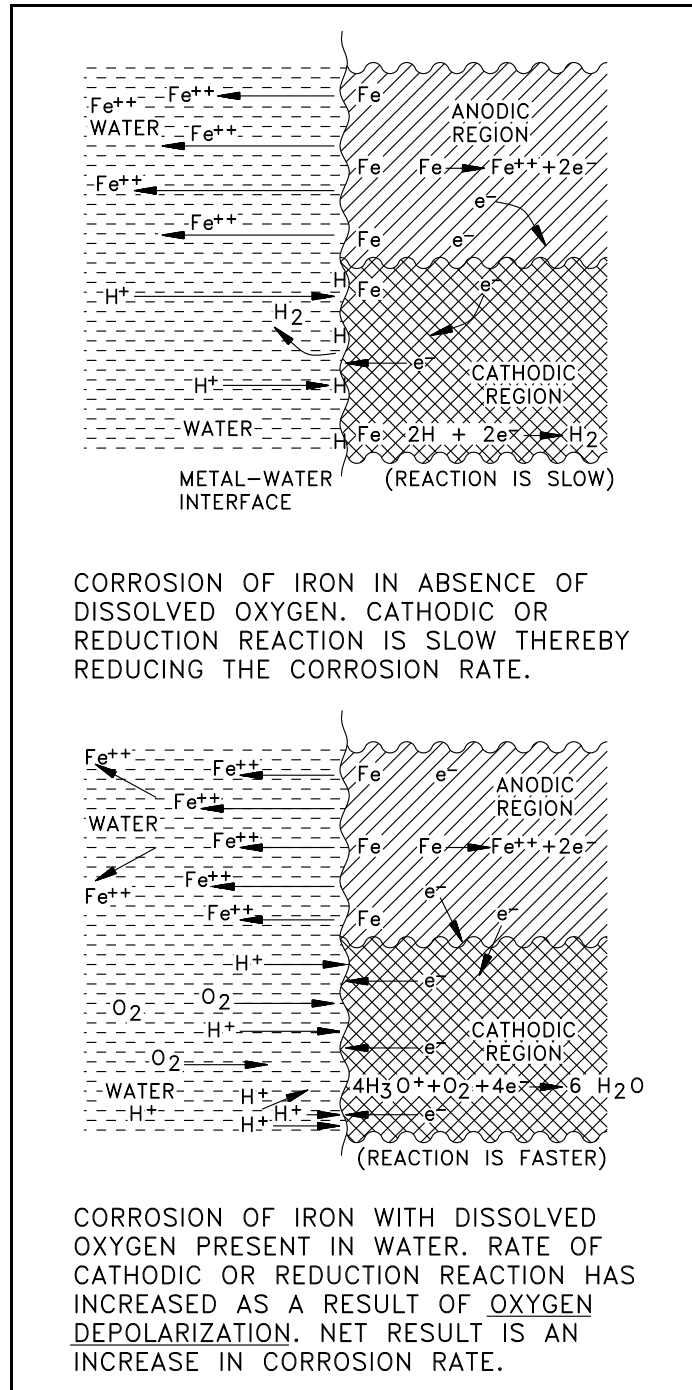 Fe++
Fe++
Fe
WATER
Fe++
ANODIC
REGION
Fe++
Fe
Fe → Fe++ +2e−
e−
Fe++
Fe
e−
H
H+
Fe
e−
H2
H
e−
H+
H
CATHODIC
REGION
WATER
H
Fe 2H + 2e− → H2
METAL–WATER
INTERFACE
(REACTION IS SLOW)
CORROSION OF IRON IN ABSENCE OF
DISSOLVED OXYGEN. CATHODIC OR
REDUCTION REACTION IS SLOW THEREBY
REDUCING THE CORROSION RATE.
Fe++
Fe++
Fe
e−
ANODIC
REGION
Fe++
WATER
Fe++
Fe
Fe → Fe++ +2e−
Fe++
Fe++
e−
Fe++
Fe
e−
H+
e−
O2
O2
H+
CATHODIC
REGION
e−
O2
WATER
H+
4H3O+ +O2+4e− → 6 H2O
H+
H+
e−
H+
(REACTION IS FASTER)
CORROSION OF IRON WITH DISSOLVED
OXYGEN PRESENT IN WATER. RATE OF
CATHODIC OR REDUCTION REACTION HAS
INCREASED AS A RESULT OF OXYGEN
DEPOLARIZATION. NET RESULT IS AN
INCREASE IN CORROSION RATE.